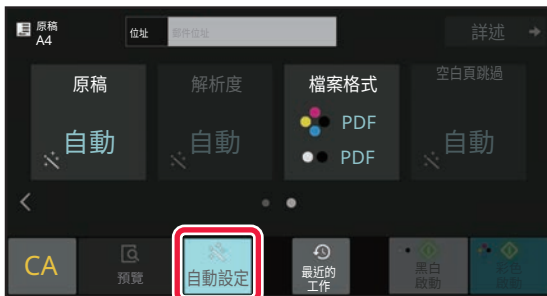 原稿
A4
位址
郵件位址
詳述
原稿
自動
解析度
自動
檔案格式
PDF
PDF
空白頁跳過
自動
CA
預覽
自動設定
最近的
工作
黑白
啟動
彩色
啟動